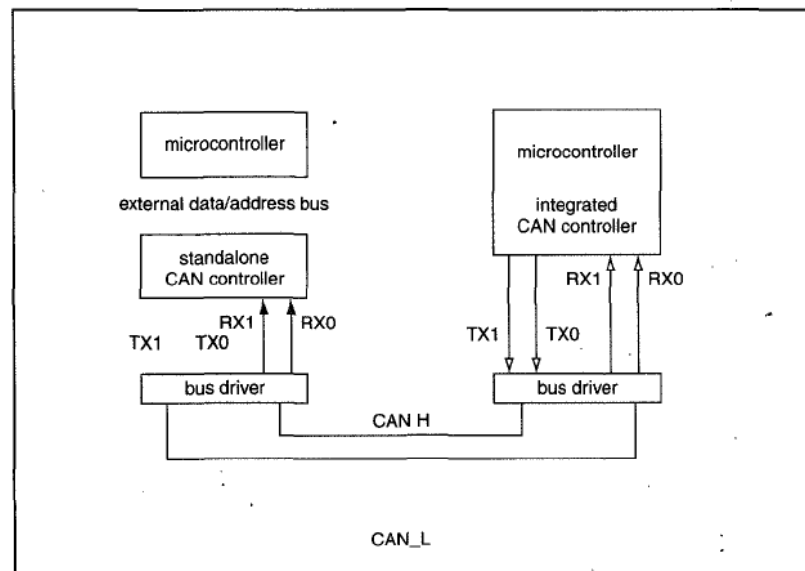 microcontroller
external data/address bus
standalone
CAN controller
RX1
RX0
TX1
TX0
bus driver
microcontroller
integrated
CAN controller
RX1
RX0
TX1
TX0
bus driver
CAN H
CAN_L